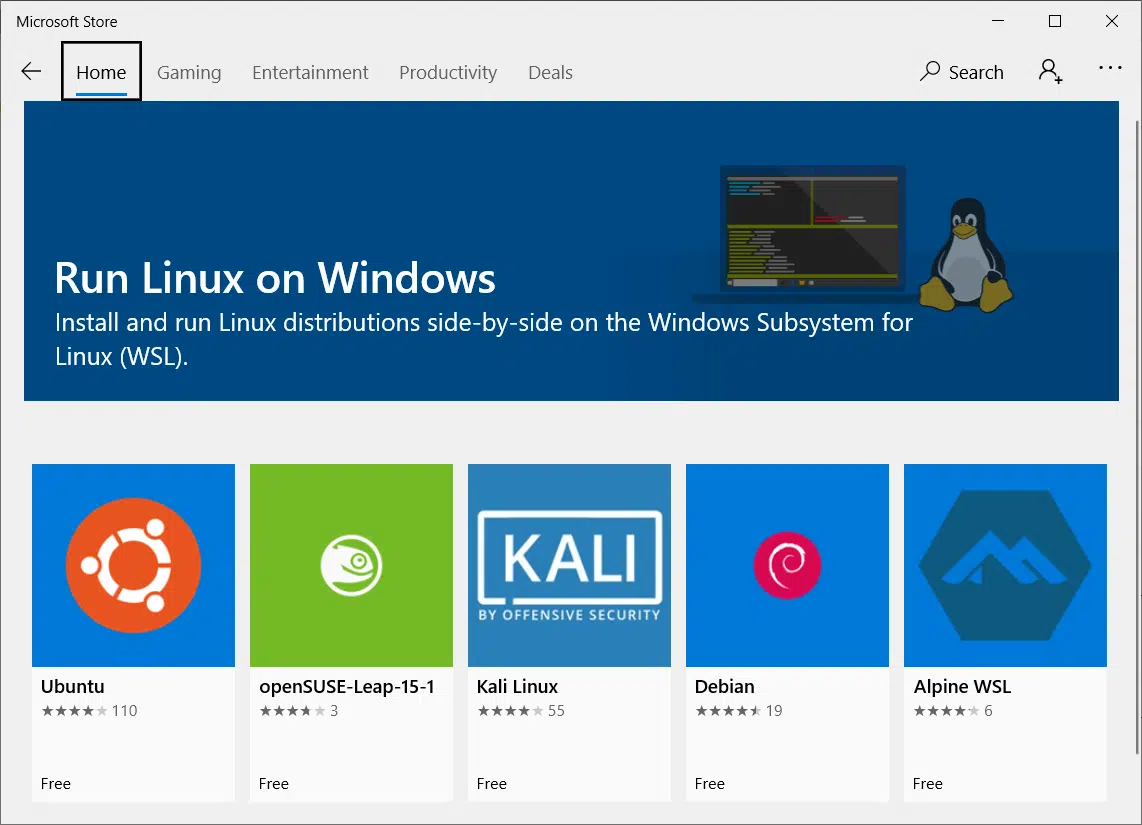 Microsoft Store
Home Gaming Entertainment Productivity Deals Search
Run Linux on Windows
Install and run Linux distributions side-by-side on the Windows Subsystem for
Linux (WSL).
KALI
BY OFFENSIVE SECURITY
Ubuntu openSUSE-Leap-15-1 Kali Linux Debian Alpine WSL
110 3 55 19 6
Free Free Free Free Free